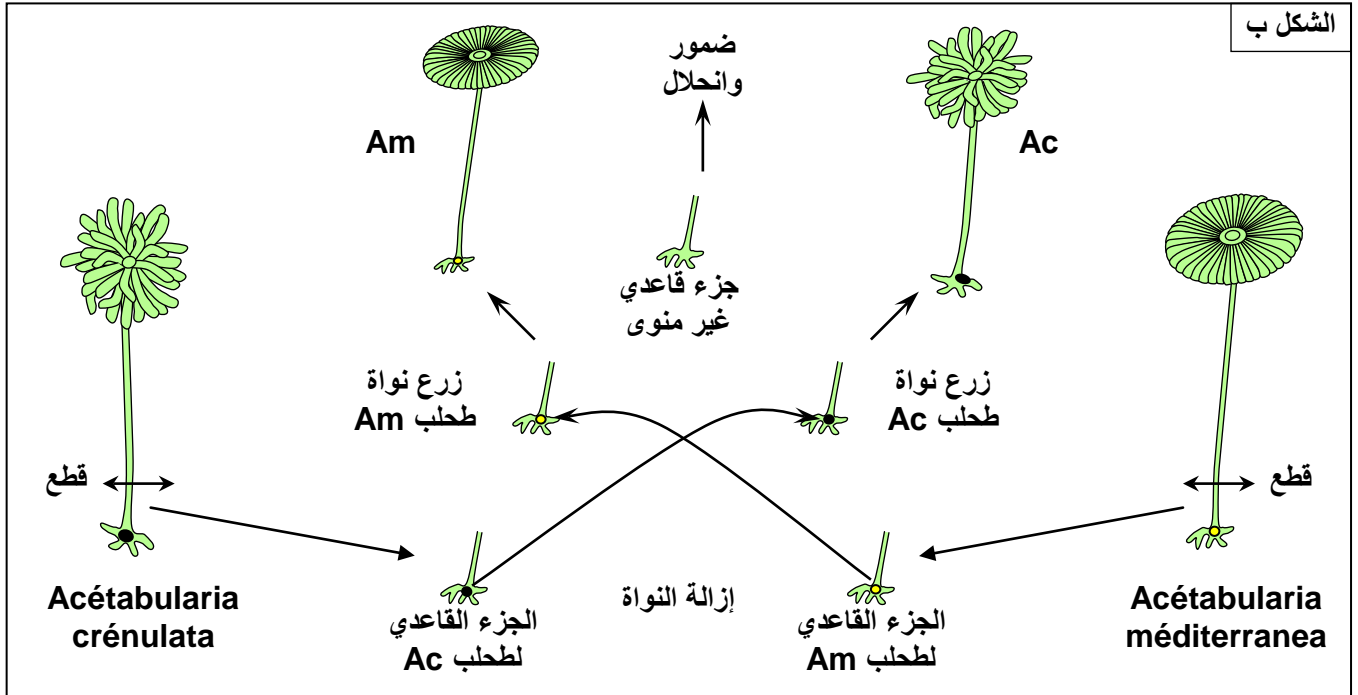 الشكل ب
ضمور
وانحلال
Am
Ac
جزء قاعدي
غير منوى
زرع نواة
طحلب Am
زرع نواة
طحلب Ac
قطع
قطع
إزالة النواة
Acétabularia
crénulata
الجزء القاعدي
لطحلب Ac
الجزء القاعدي
لطحلب Am
Acétabularia
méditerranea